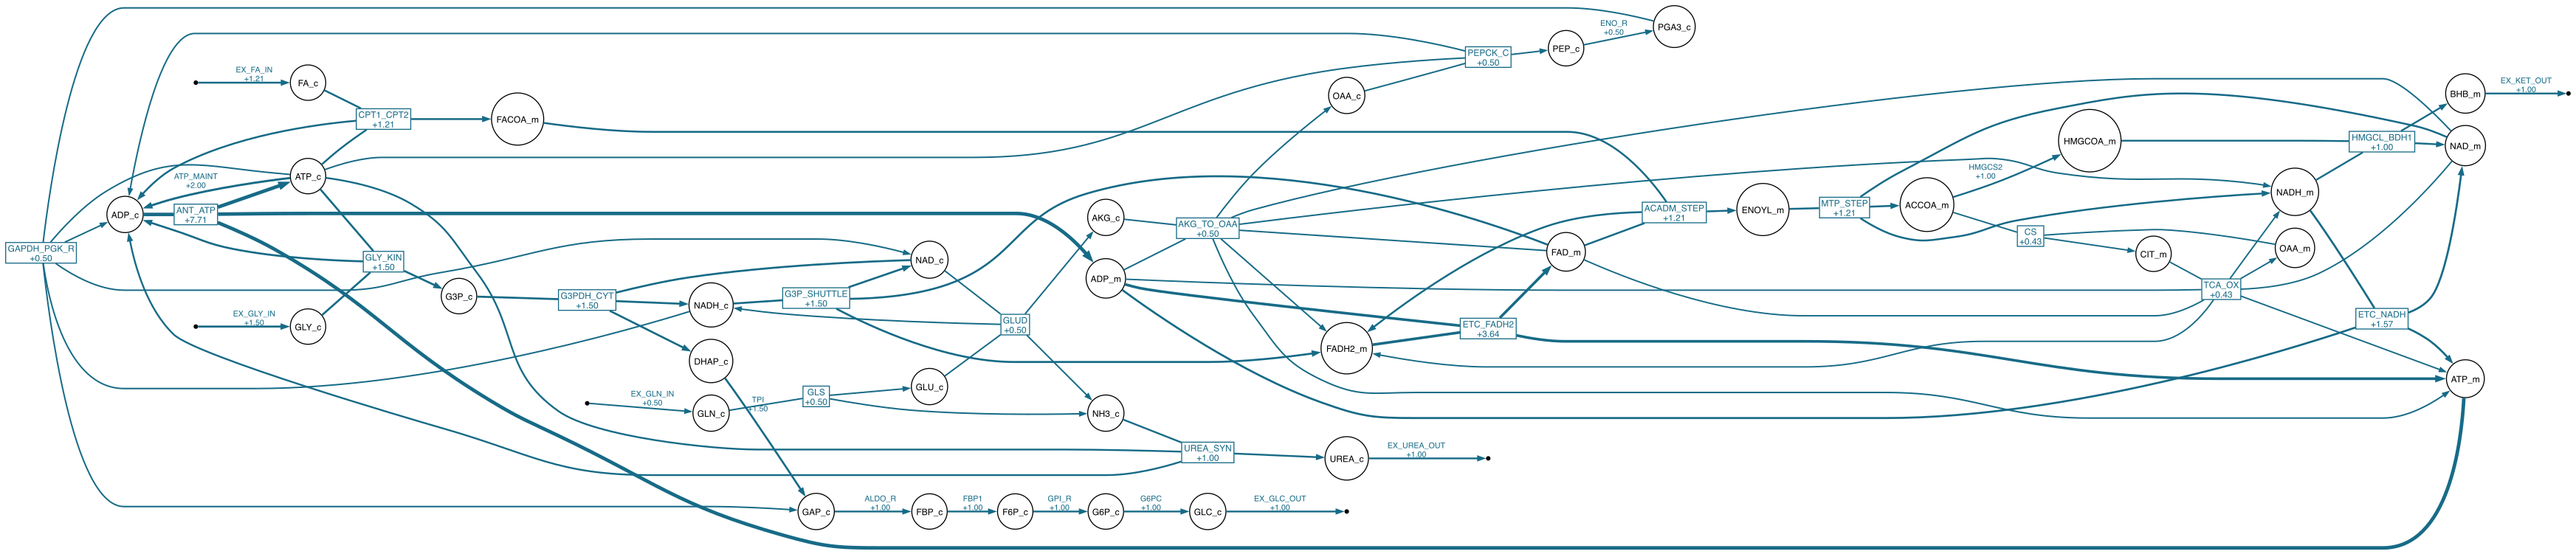 PGA3_c
ENO_R
+0.50
PEP_c
PEPCK_C
+0.50
EX_FA_IN
+1.21
FA_c
OAA_c
BHB_m
EX_KET_OUT
+1.00
CPT1_CPT2
+1.21
FACOA_m
HMGCOA_m
HMGCL_BDH1
+1.00
NAD_m
ATP_c
ATP_MAINT
+2.00
HMGCS2
+1.00
NADH_m
ADP_c
ANT_ATP
+7.71
AKG_c
AKG_TO_OAA
+0.50
ACADM_STEP
+1.21
ENOYL_m
MTP_STEP
+1.21
ACCOA_m
CS
+0.43
OAA_m
GAPDH_PGK_R
+0.50
GLY_KIN
+1.50
NAD_c
FAD_m
CIT_m
ADP_m
G3P_c
G3PDH_CYT
+1.50
NADH_c
G3P_SHUTTLE
+1.50
TCA_OX
+0.43
EX_GLY_IN
+1.50
GLY_c
GLUD
+0.50
ETC_FADH2
+3.64
ETC_NADH
+1.57
FADH2_m
DHAP_c
ATP_m
EX_GLN_IN
+0.50
GLN_c
TPI
+1.50
GLS
+0.50
GLU_c
NH3_c
UREA_SYN
+1.00
UREA_c
EX_UREA_OUT
+1.00
GAP_c
ALDO_R
+1.00
FBP_c
FBP1
+1.00
F6P_c
GPI_R
+1.00
G6P_c
G6PC
+1.00
GLC_c
EX_GLC_OUT
+1.00